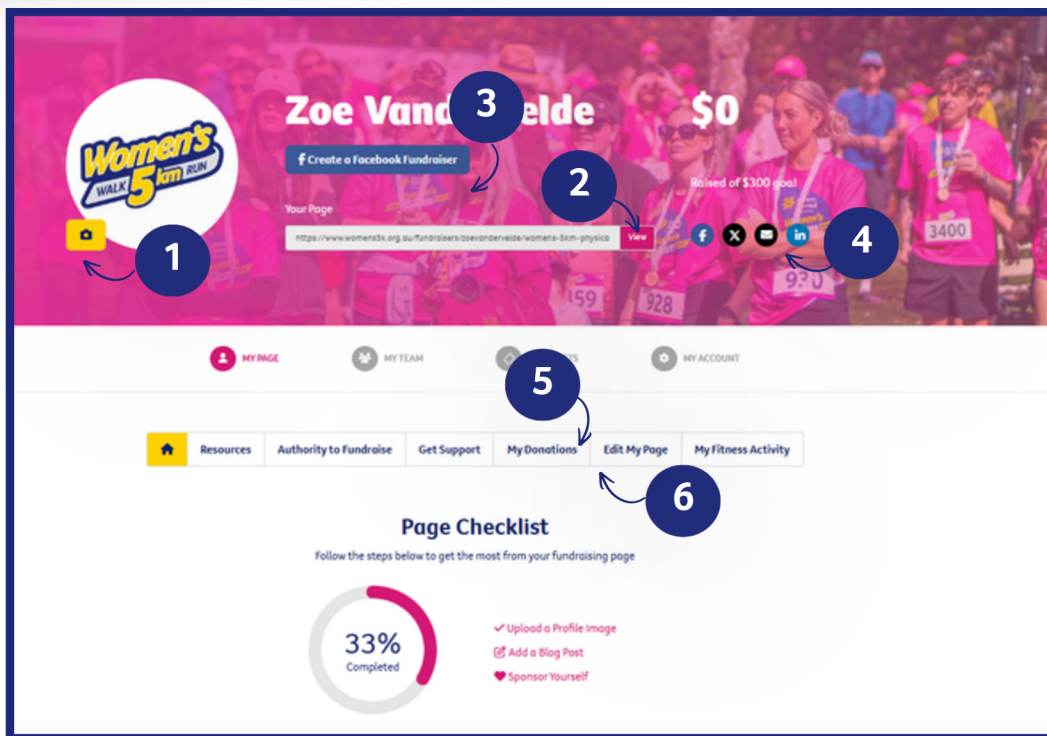 Zoe Vand elde
$0
3
Women's
WALK 5km RUN
Create a Facebook Fundraiser
2
Raised of $300 goal
Your Page
https://www.womens5k.org.au/fundraisers/zoevandervelde/womens-5km-physica
View
1
4
3400
159
928
MY PAGE
MY TEAM
MY ACCOUNT
5
Resources
Authority to Fundraise
Get Support
My Donations
Edit My Page
My Fitness Activity
6
Page Checklist
Follow the steps below to get the most from your fundraising page
33%
Completed
Upload a Profile Image
Add a Blog Post
Sponsor Yourself